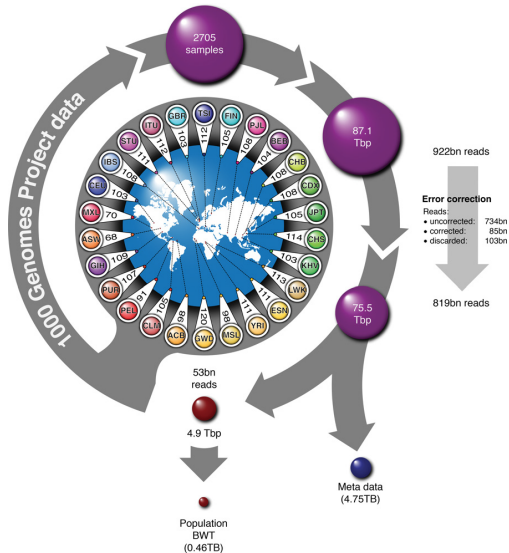 2705
samples
87.1
Tbp
922bn reads
Error correction
Reads:
• uncorrected: 734bn
• corrected: 85bn
• discarded: 103bn
819bn reads
75.5
Tbp
1000 Genomes Project data
TSI 112
FIN 105
PJL 108
BEB 104
CHB 108
CDX 108
JPT 105
CHS 114
KHV 103
LWK 113
ESN 111
YRI 111
MSL 98
GWD 120
ACB 98
CLM 105
PEL 91
PUR 107
GIH 109
ASW 68
MXL 70
CEU 103
IBS 108
STU 111
ITU 112
GBR 103
53bn
reads
4.9 Tbp
Meta data
(4.75TB)
Population
BWT
(0.46TB)